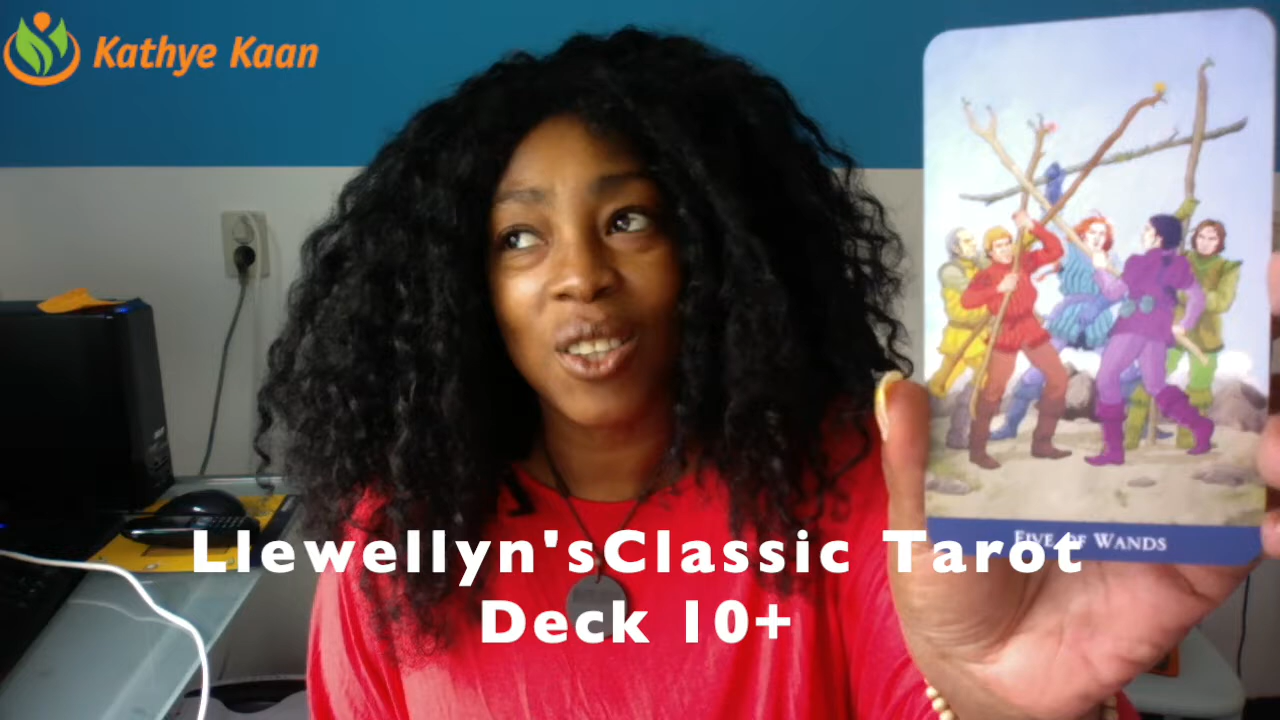 Kathye Kaan
FIVE OF WANDS
Llewellyn'sClassic Tarot
Deck 10+